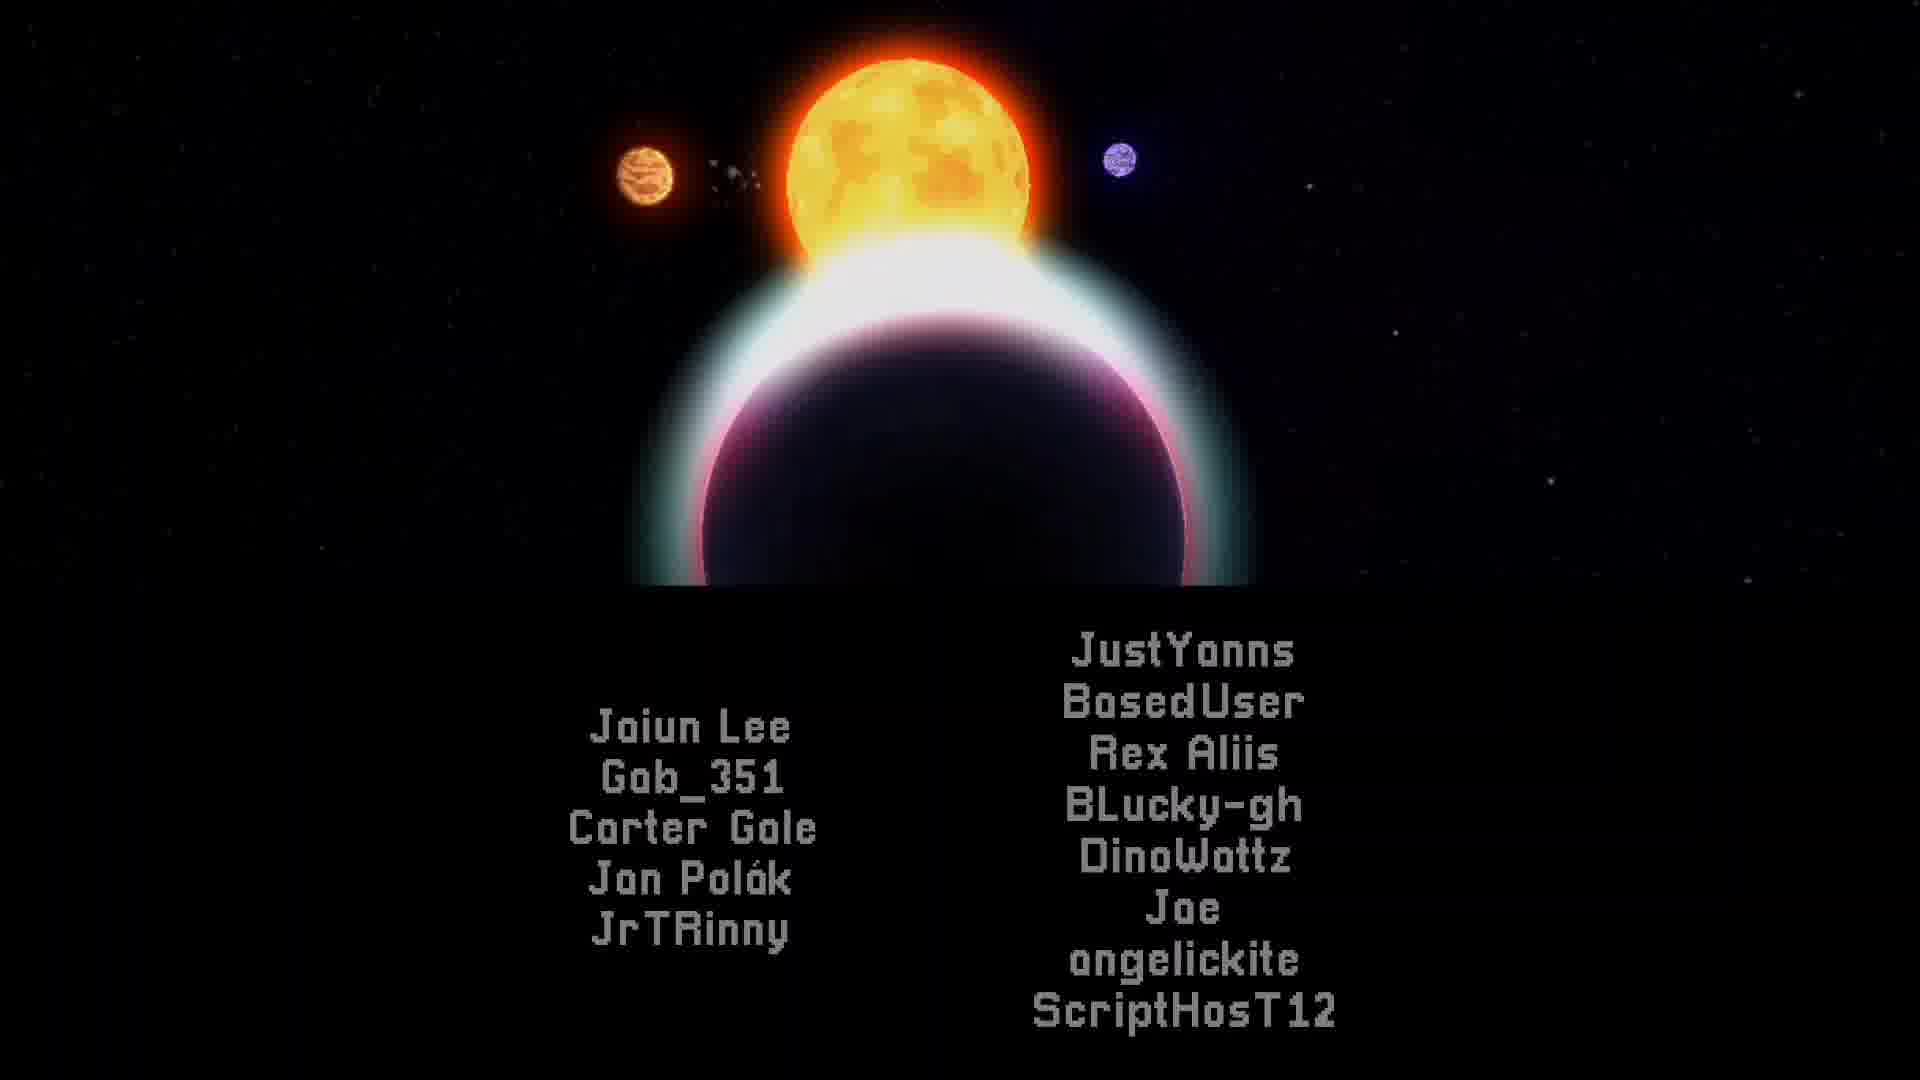 Jaiun Lee
Gab_351
Carter Gale
Jan Polák
JrTRinny
JustYanns
BasedUser
Rex Aliis
BLucky-gh
DinoWattz
Jae
angelickite
ScriptHosT12